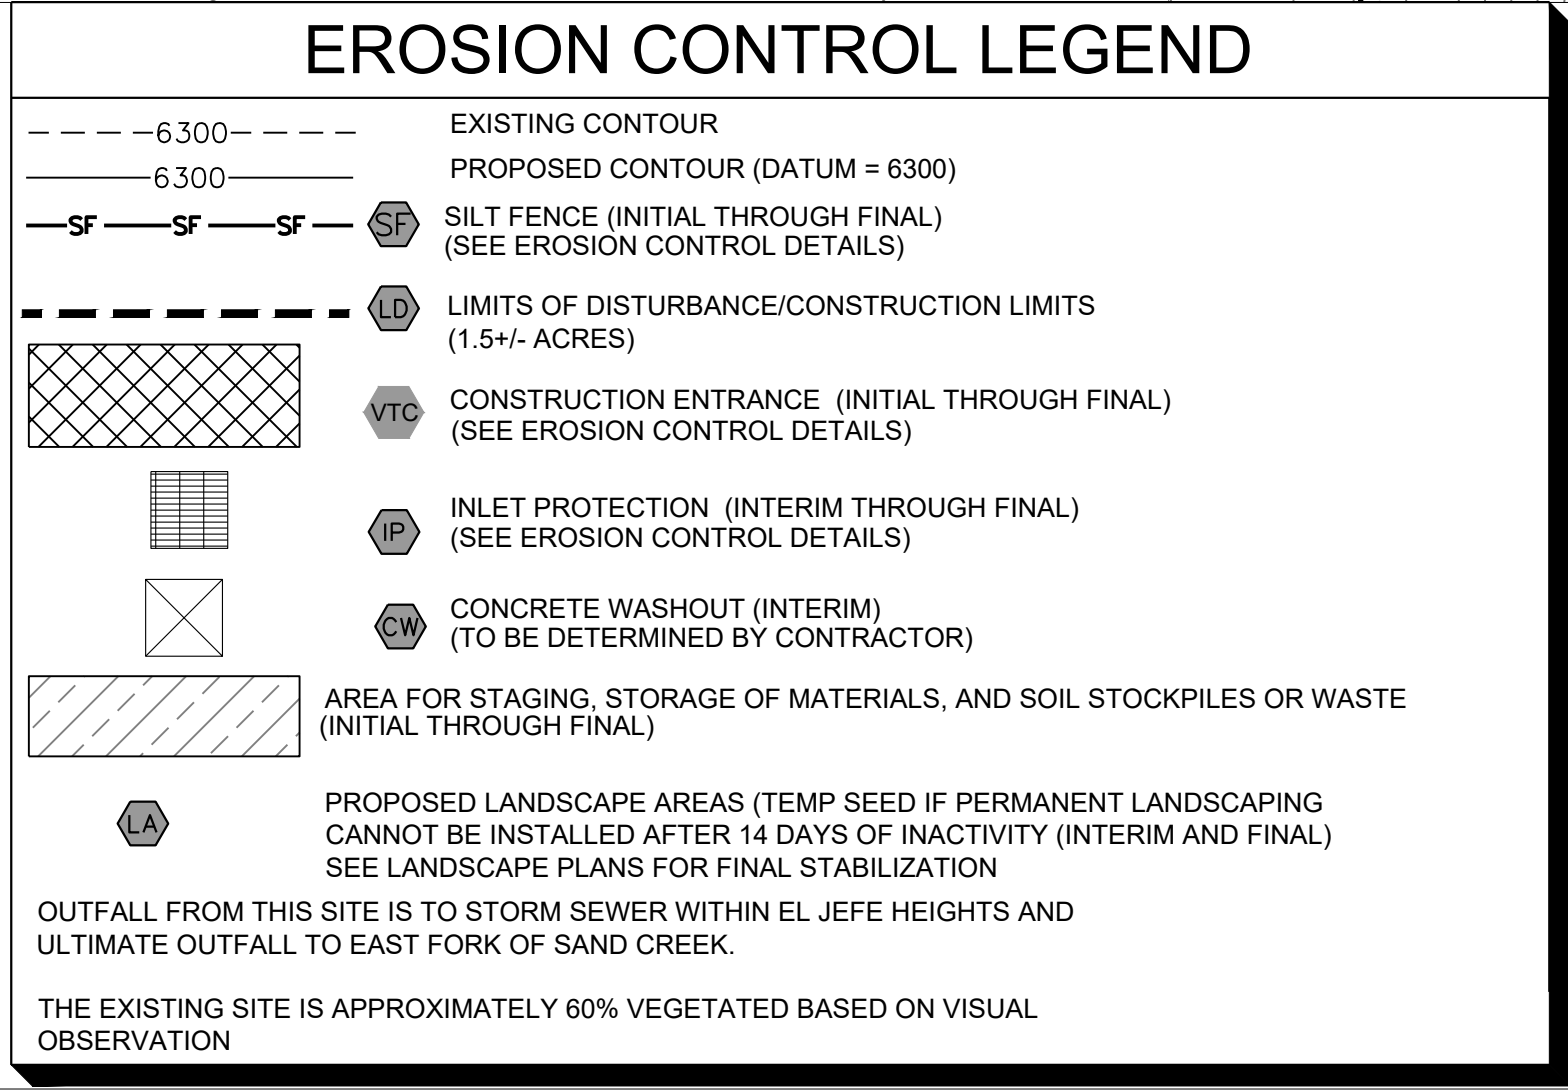 EROSION CONTROL LEGEND
6300 EXISTING CONTOUR
6300 PROPOSED CONTOUR (DATUM = 6300)
SF SF SF SF SILT FENCE (INITIAL THROUGH FINAL)
(SEE EROSION CONTROL DETAILS)
LD LIMITS OF DISTURBANCE/CONSTRUCTION LIMITS
(1.5+/- ACRES)
VTC CONSTRUCTION ENTRANCE (INITIAL THROUGH FINAL)
(SEE EROSION CONTROL DETAILS)
IP INLET PROTECTION (INTERIM THROUGH FINAL)
(SEE EROSION CONTROL DETAILS)
CW CONCRETE WASHOUT (INTERIM)
(TO BE DETERMINED BY CONTRACTOR)
AREA FOR STAGING, STORAGE OF MATERIALS, AND SOIL STOCKPILES OR WASTE
(INITIAL THROUGH FINAL)
LA PROPOSED LANDSCAPE AREAS (TEMP SEED IF PERMANENT LANDSCAPING
CANNOT BE INSTALLED AFTER 14 DAYS OF INACTIVITY (INTERIM AND FINAL)
SEE LANDSCAPE PLANS FOR FINAL STABILIZATION
OUTFALL FROM THIS SITE IS TO STORM SEWER WITHIN EL JEFE HEIGHTS AND
ULTIMATE OUTFALL TO EAST FORK OF SAND CREEK.
THE EXISTING SITE IS APPROXIMATELY 60% VEGETATED BASED ON VISUAL
OBSERVATION